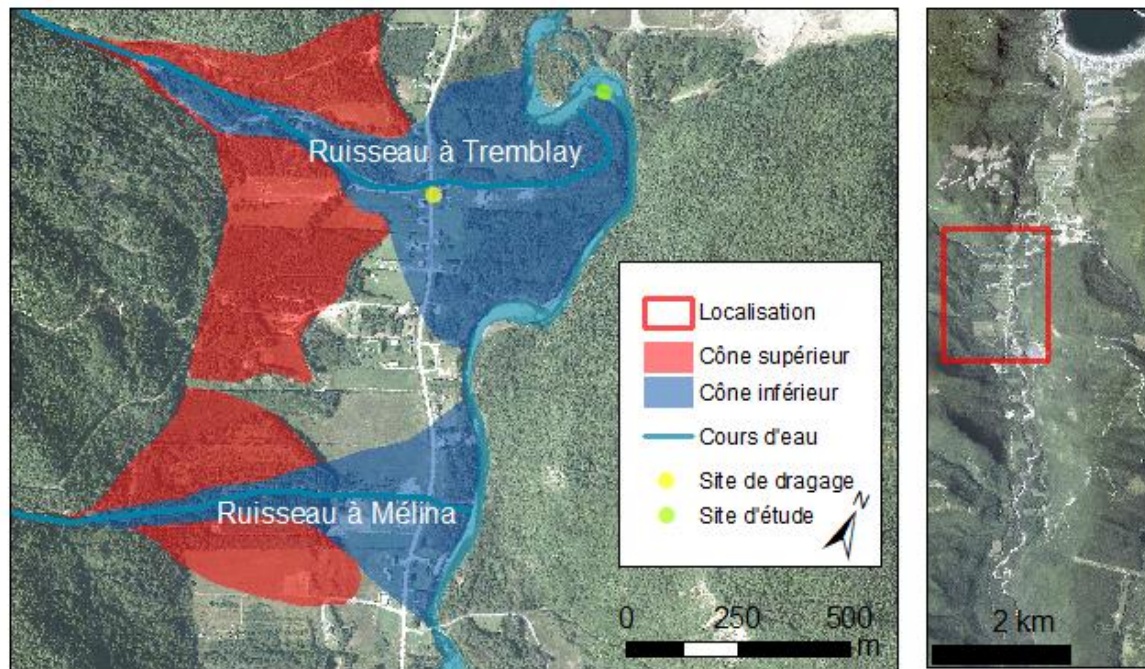 Ruisseau à Tremblay
Ruisseau à Mélina
Localisation
Cône supérieur
Cône inférieur
Cours d'eau
Site de dragage
Site d'étude
N
0 250 500
m
2 km